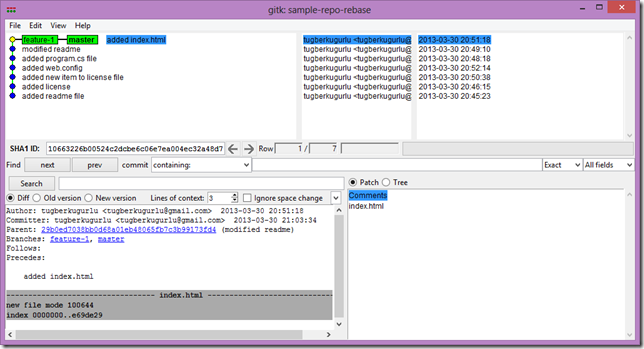 gitk: sample-repo-rebase
File Edit View Help
feature-1 master added index.html tugberkugurlu <tugberkugurlu@ 2013-03-30 20:51:18
modified readme tugberkugurlu <tugberkugurlu@ 2013-03-30 20:49:10
added program.cs file tugberkugurlu <tugberkugurlu@ 2013-03-30 20:48:18
added web.config tugberkugurlu <tugberkugurlu@ 2013-03-30 20:52:14
added new item to license file tugberkugurlu <tugberkugurlu@ 2013-03-30 20:50:38
added license tugberkugurlu <tugberkugurlu@ 2013-03-30 20:46:15
added readme file tugberkugurlu <tugberkugurlu@ 2013-03-30 20:45:23
SHA1 ID: 10663226b00524c2dcbe6c06e7ea004ec32a48d7 Row 1 / 7
Find next prev commit containing: Exact All fields
Search Patch Tree
Diff Old version New version Lines of context: 3 Ignore space change
Comments
index.html
Author: tugberkugurlu <tugberkugurlu@gmail.com> 2013-03-30 20:51:18
Committer: tugberkugurlu <tugberkugurlu@gmail.com> 2013-03-30 21:03:34
Parent: 29b0ed7038bb0d68a01eb48065fb7c3b99173fd4 (modified readme)
Branches: feature-1, master
Follows:
Precedes:
added index.html
index.html
new file mode 100644
index 0000000..e69de29